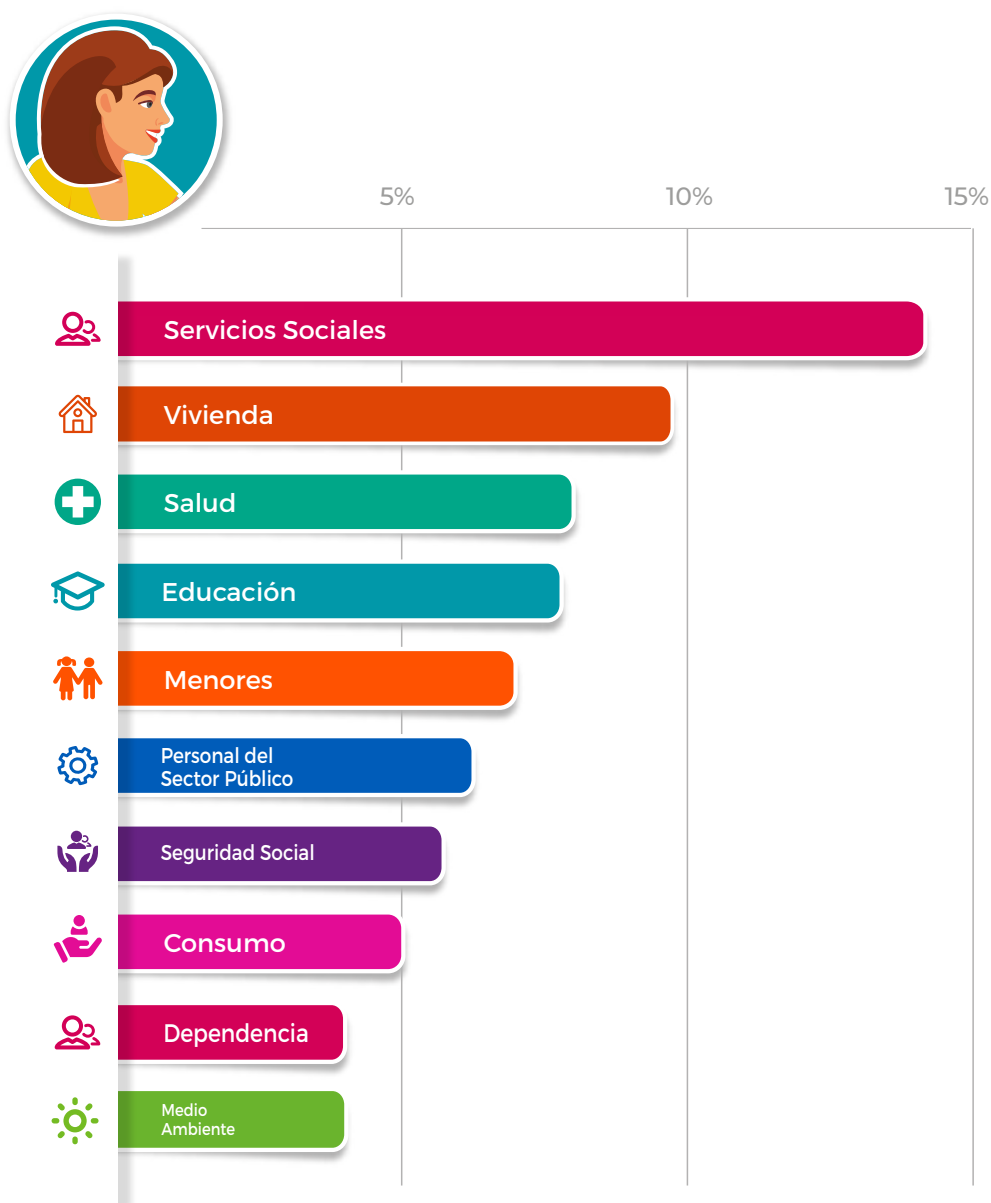 5% 10% 15%
Servicios Sociales
Vivienda
Salud
Educación
Menores
Personal del
Sector Público
Seguridad Social
Consumo
Dependencia
Medio
Ambiente